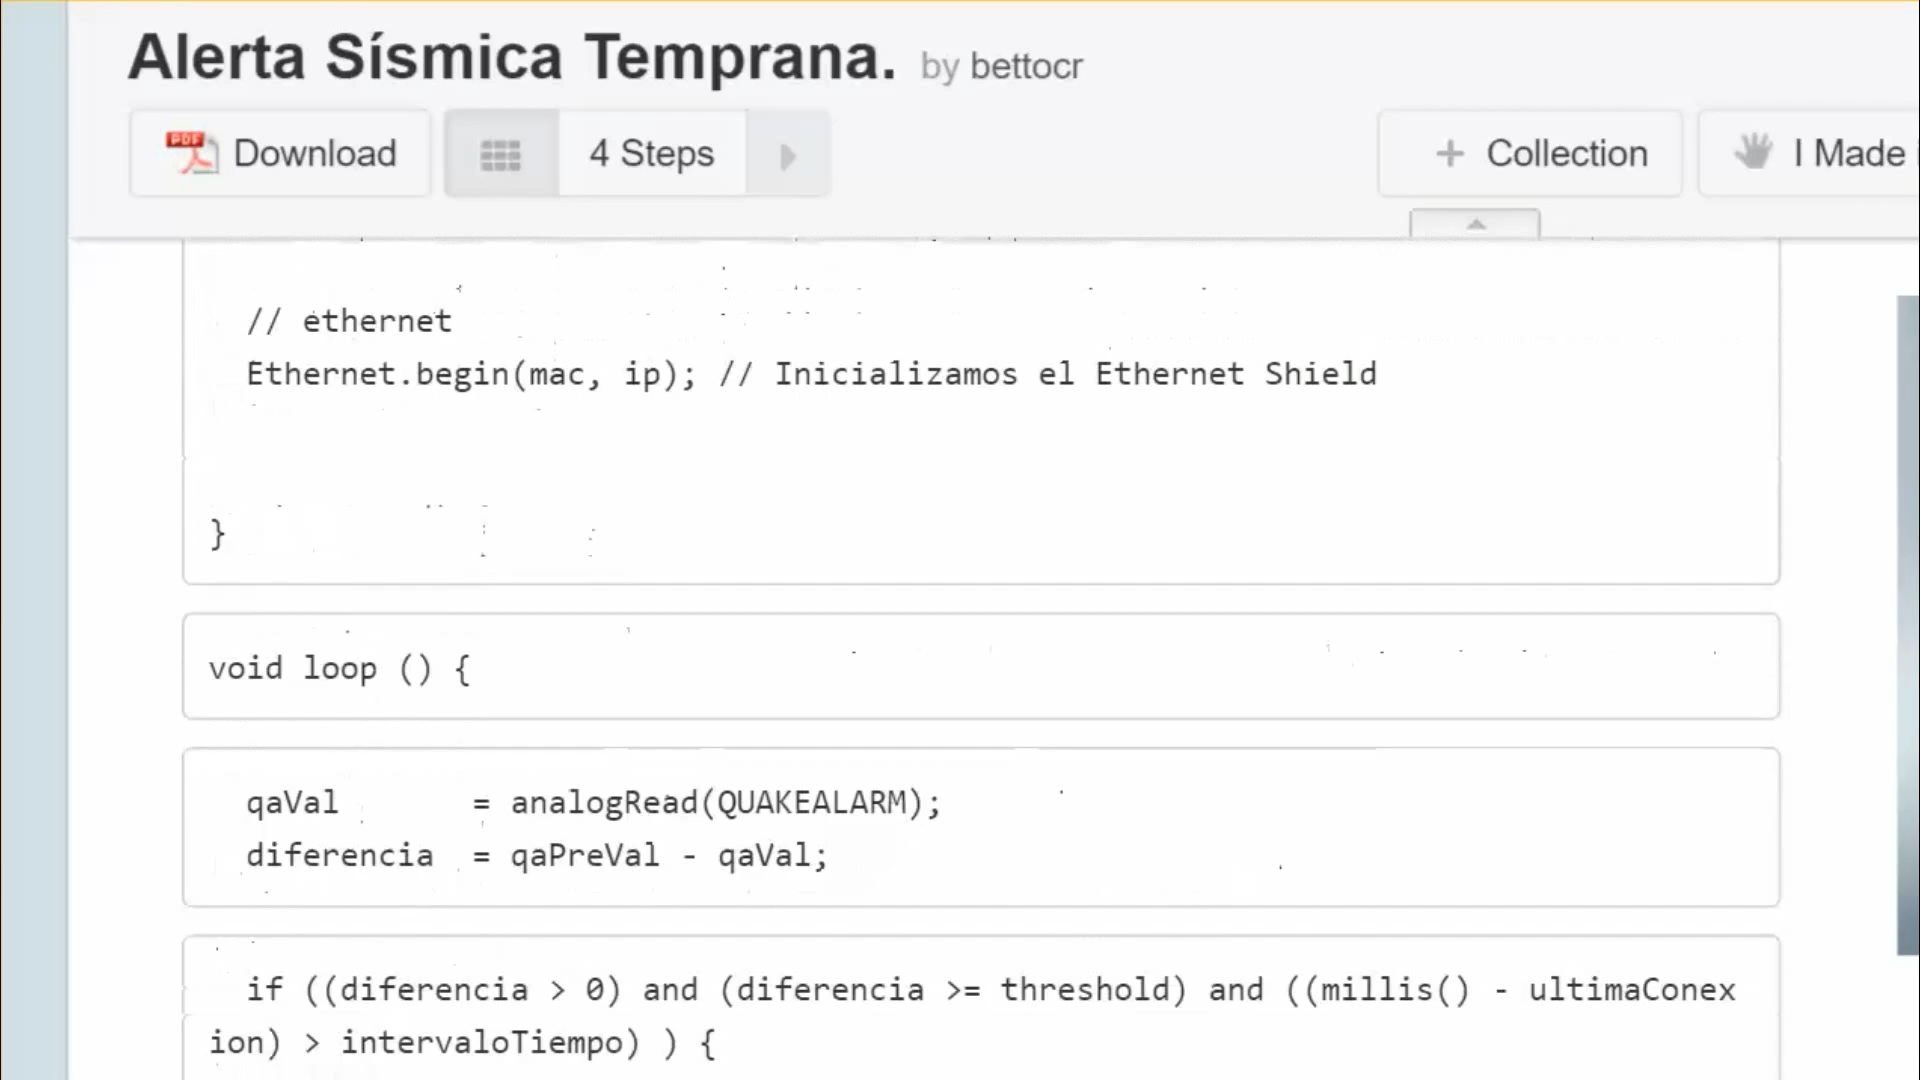 Alerta Sísmica Temprana. by bettocr
Download 4 Steps + Collection I Made
// ethernet
Ethernet.begin(mac, ip); // Inicializamos el Ethernet Shield
}
void loop () {
qaVal = analogRead(QUAKEALARM);
diferencia = qaPreVal - qaVal;
if ((diferencia > 0) and (diferencia >= threshold) and ((millis() - ultimaConex
ion) > intervaloTiempo) ) {